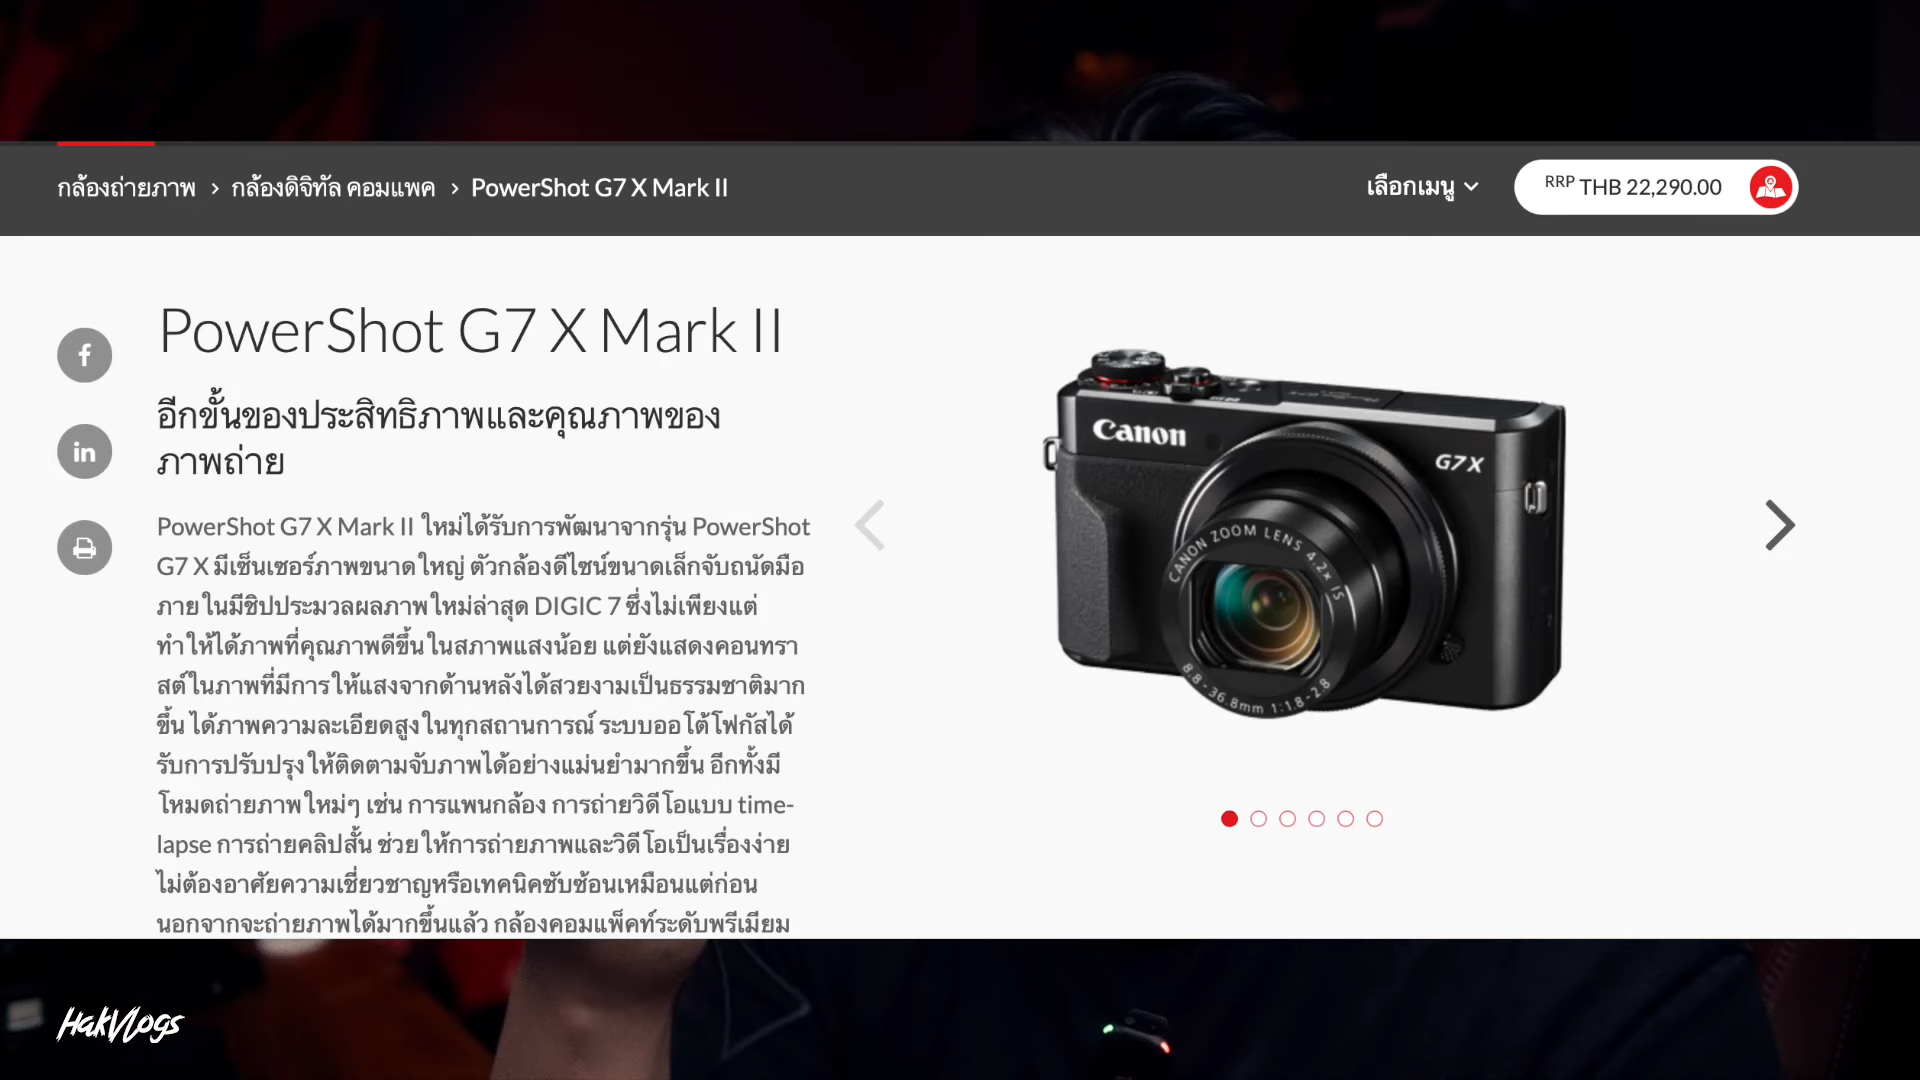 กล้องถ่ายภาพ › กล้องดิจิทัล คอมแพค › PowerShot G7 X Mark II
เลือกเมนู
RRP THB 22,290.00
PowerShot G7 X Mark II
อีกขั้นของประสิทธิภาพและคุณภาพของ
ภาพถ่าย
PowerShot G7 X Mark II ใหม่ได้รับการพัฒนาจากรุ่น PowerShot
G7 X มีเซ็นเซอร์ภาพขนาดใหญ่ ตัวกล้องดีไซน์ขนาดเล็กจับถนัดมือ
ภายในมีชิปประมวลผลภาพใหม่ล่าสุด DIGIC 7 ซึ่งไม่เพียงแต่
ทำให้ได้ภาพที่คุณภาพดีขึ้นในสภาพแสงน้อย แต่ยังแสดงคอนทรา
สต์ในภาพที่มีการให้แสงจากด้านหลังได้สวยงามเป็นธรรมชาติมาก
ขึ้น ได้ภาพความละเอียดสูงในทุกสถานการณ์ ระบบออโต้โฟกัสได้
รับการปรับปรุงให้ติดตามจับภาพได้อย่างแม่นยำมากขึ้น อีกทั้งมี
โหมดถ่ายภาพใหม่ๆ เช่น การแพนกล้อง การถ่ายวิดีโอแบบ time-
lapse การถ่ายคลิปสั้น ช่วยให้การถ่ายภาพและวิดีโอเป็นเรื่องง่าย
ไม่ต้องอาศัยความเชี่ยวชาญหรือเทคนิคซับซ้อนเหมือนแต่ก่อน
นอกจากจะถ่ายภาพได้มากขึ้นแล้ว กล้องคอมแพ็คท์ระดับพรีเมียม
Canon
G7X
CANON ZOOM LENS 4.2x IS
8.8-36.8mm 1:1.8-2.8
HakVlogs